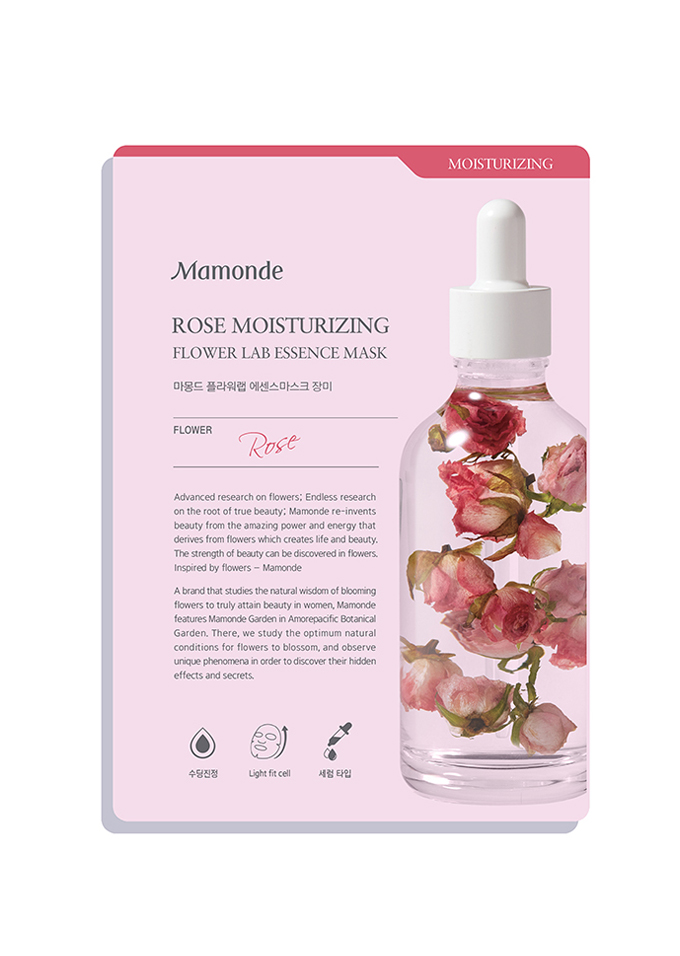 MOISTURIZING
Mamonde
ROSE MOISTURIZING
FLOWER LAB ESSENCE MASK
마몽드 플라워랩 에센스마스크 장미
FLOWER
Rose
Advanced research on flowers; Endless research
on the root of true beauty; Mamonde re-invents
beauty from the amazing power and energy that
derives from flowers which creates life and beauty.
The strength of beauty can be discovered in flowers.
Inspired by flowers – Mamonde
A brand that studies the natural wisdom of blooming
flowers to truly attain beauty in women, Mamonde
features Mamonde Garden in Amorepacific Botanical
Garden. There, we study the optimum natural
conditions for flowers to blossom, and observe
unique phenomena in order to discover their hidden
effects and secrets.
수딩진정
Light fit cell
세럼 타입